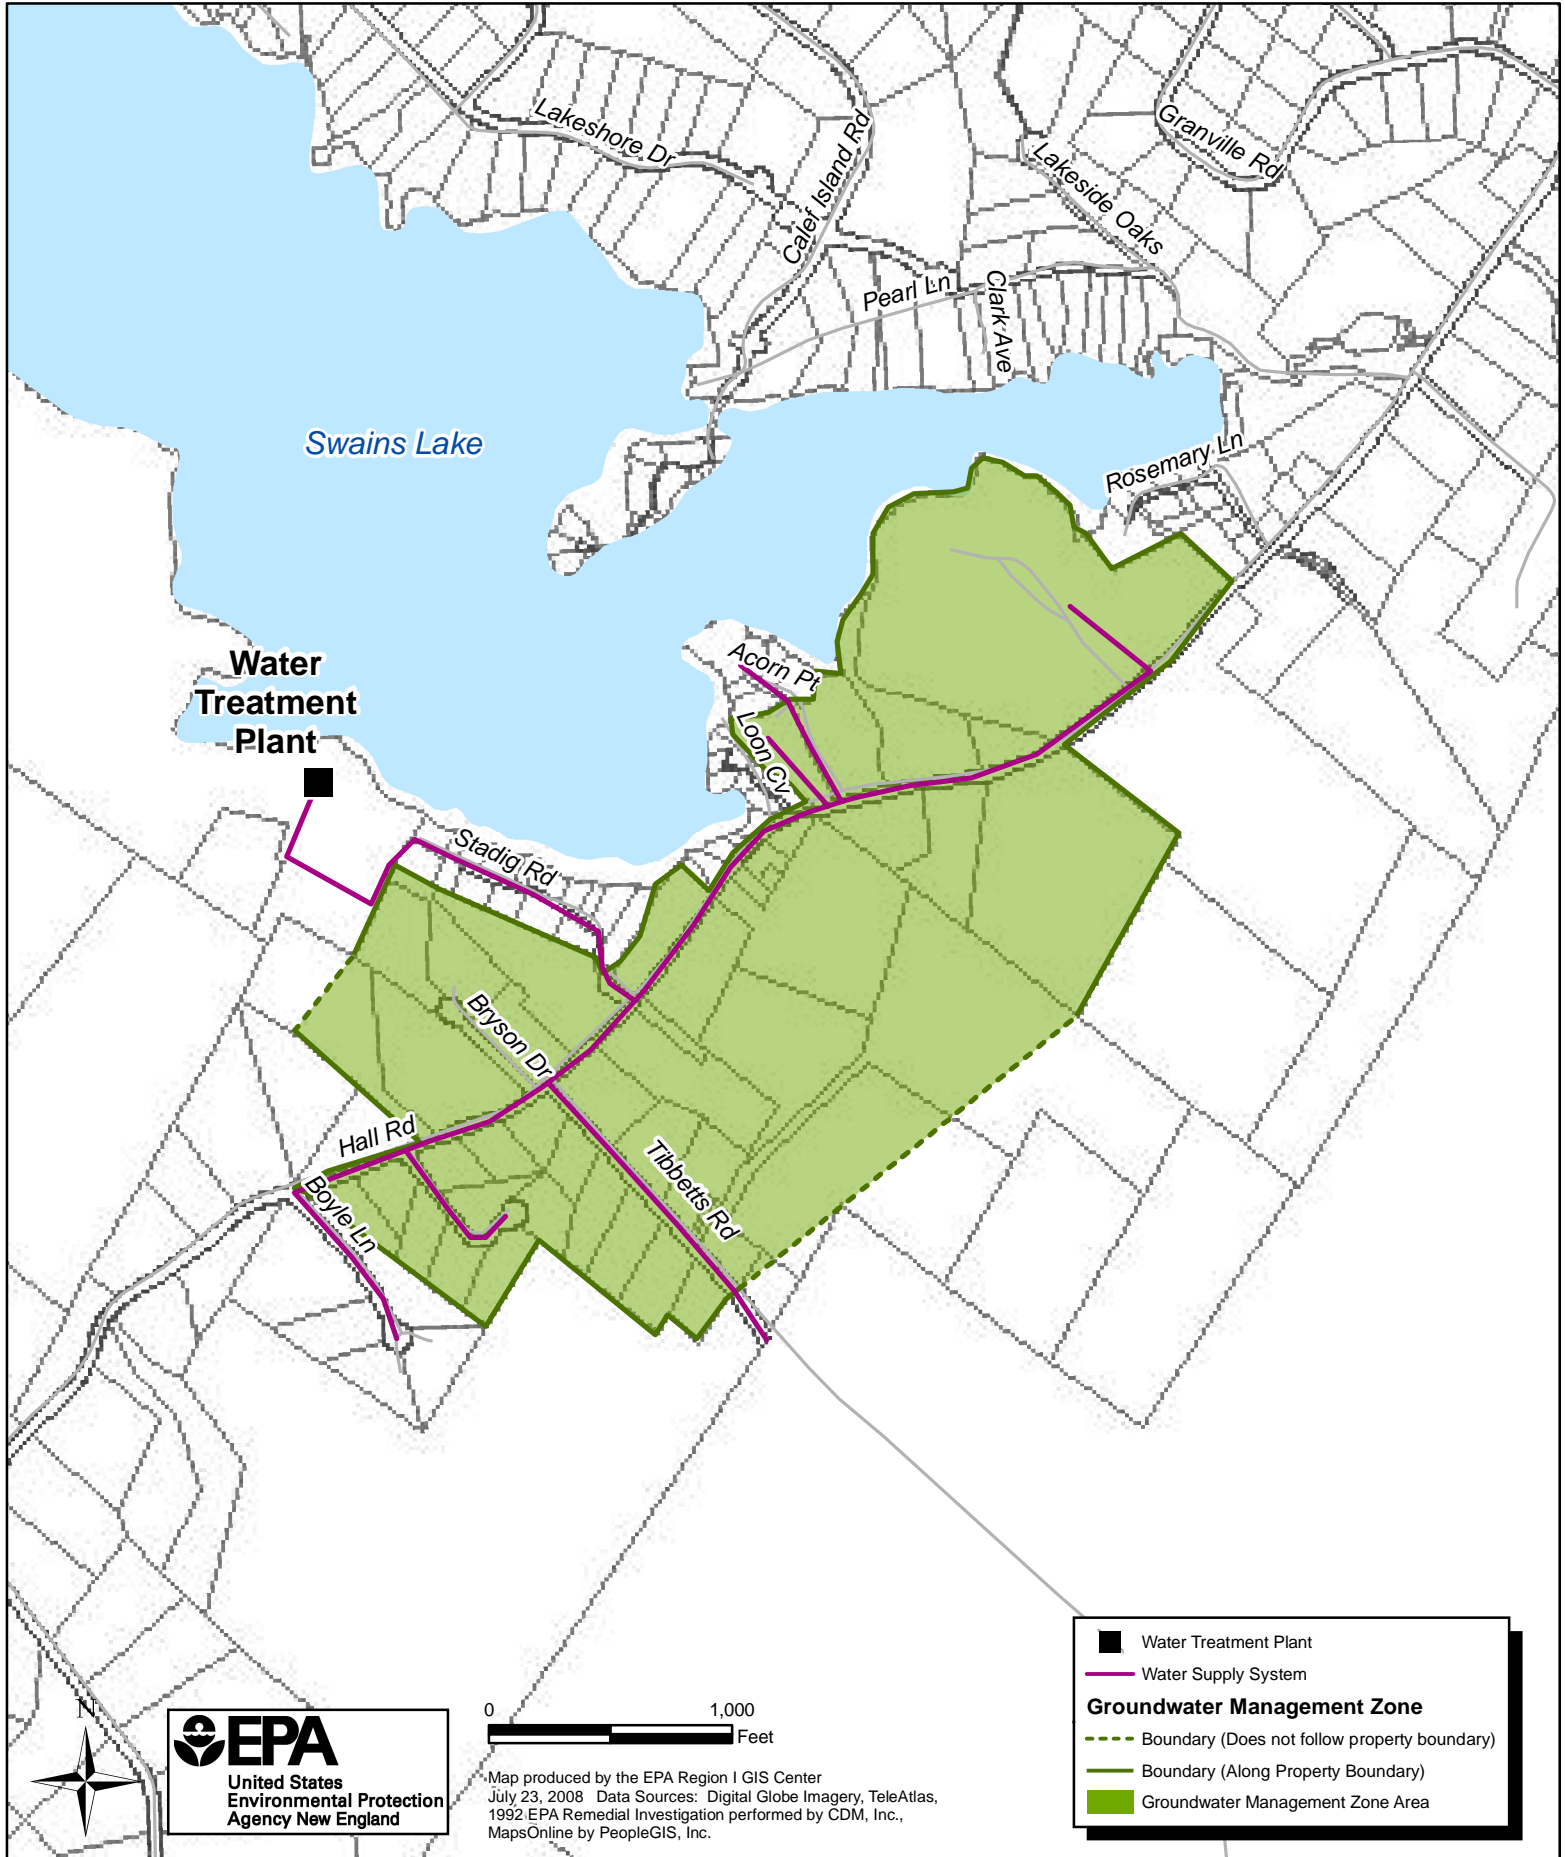 Lakeshore Dr
Calef Island Rd
Granville Rd
Lakeside Oaks
Pearl Ln
Clark Ave
Swains Lake
Rosemary Ln
Water
Treatment
Plant
Acorn Pt
Loon Cv
Stadig Rd
Bryson Dr
Hall Rd
Tibbetts Rd
Boyle Ln
N
EPA
United States
Environmental Protection
Agency New England
0 1,000
Feet
Map produced by the EPA Region I GIS Center
July 23, 2008 Data Sources: Digital Globe Imagery, TeleAtlas,
1992 EPA Remedial Investigation performed by CDM, Inc.,
MapsOnline by PeopleGIS, Inc.
Water Treatment Plant
Water Supply System
Groundwater Management Zone
Boundary (Does not follow property boundary)
Boundary (Along Property Boundary)
Groundwater Management Zone Area